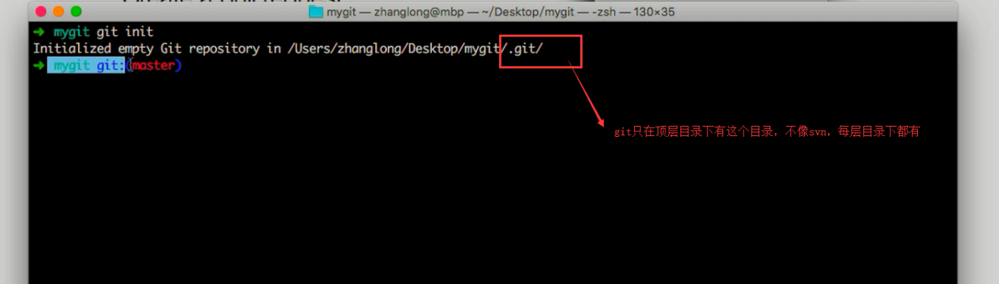 mygit — zhanglong@mbp — ~/Desktop/mygit — -zsh — 130×35
➜ mygit git init
Initialized empty Git repository in /Users/zhanglong/Desktop/mygit/.git/
➜ mygit git:(master)
git只在顶层目录下有这个目录，不像svn，每层目录下都有